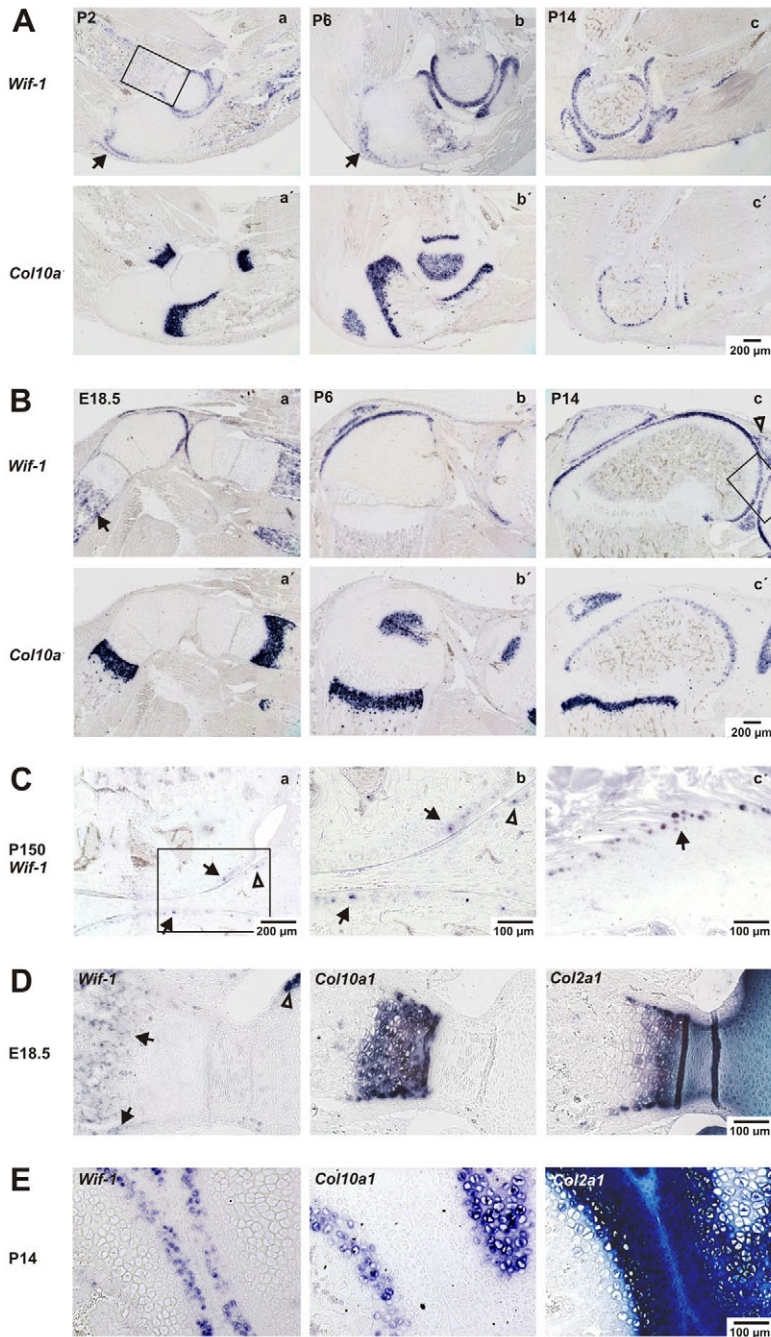 A
P2 a P6 b P14 c
Wif-1
a´ b´ c´
Col10a
200 µm
B
E18.5 a P6 b P14 c
Wif-1
a´ b´ c´
Col10a
200 µm
C
a b c
P150
Wif-1
200 µm 100 µm 100 µm
D
Wif-1 Col10a1 Col2a1
E18.5
100 µm
E
Wif-1 Col10a1 Col2a1
P14
100 µm